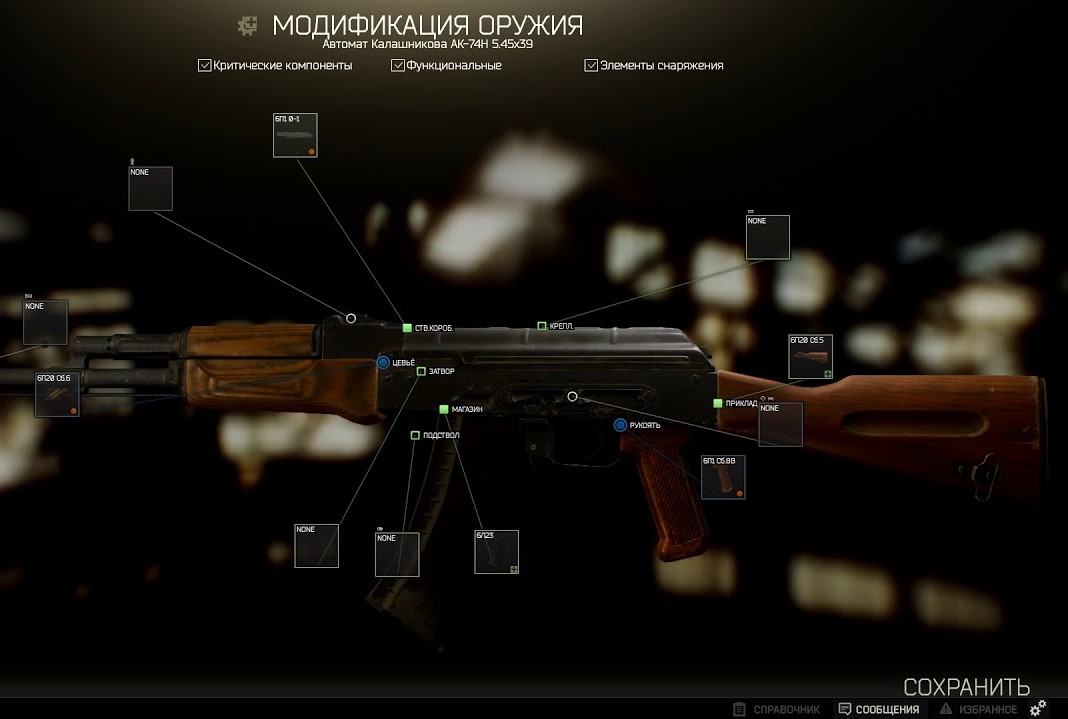 МОДИФИКАЦИЯ ОРУЖИЯ
Автомат Калашникова АК-74Н 5.45x39
Критические компоненты
Функциональные
Элементы снаряжения
6П1 0-1
NONE
NONE
NONE
СТВ.КОРОБ.
КРЕПЛ.
ЦЕВЬЁ
ЗАТВОР
6П20 Сб.5
6П20 Сб.6
МАГАЗИН
ПРИКЛАД
NONE
ПОДСТВОЛ
РУКОЯТЬ
6П1 Сб.8В
NONE
NONE
6Л23
СОХРАНИТЬ
СПРАВОЧНИК
СООБЩЕНИЯ
ИЗБРАННОЕ